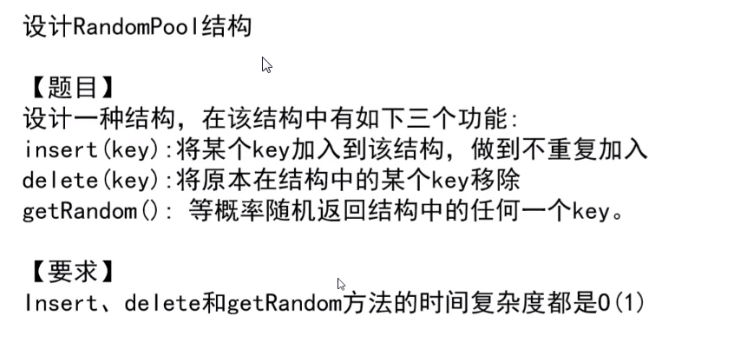 设计RandomPool结构
【题目】
设计一种结构，在该结构中有如下三个功能：
insert(key):将某个key加入到该结构，做到不重复加入
delete(key):将原本在结构中的某个key移除
getRandom(): 等概率随机返回结构中的任何一个key。
【要求】
Insert、delete和getRandom方法的时间复杂度都是O(1)